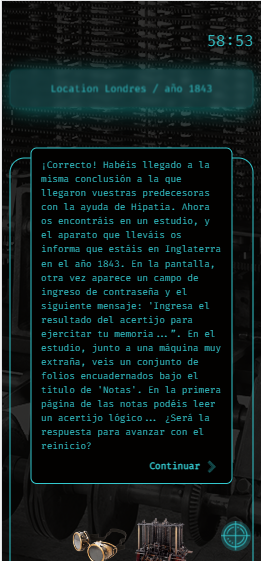 58:53
Location Londres / año 1843
¡Correcto! Habéis llegado a la
misma conclusión a la que
llegaron vuestras predecesoras
con la ayuda de Hipatia. Ahora
os encontráis en un estudio, y
el aparato que lleváis os
informa que estáis en Inglaterra
en el año 1843. En la pantalla,
otra vez aparece un campo de
ingreso de contraseña y el
siguiente mensaje: 'Ingresa el
resultado del acertijo para
ejercitar tu memoria...”. En el
estudio, junto a una máquina muy
extraña, veis un conjunto de
folios encuadernados bajo el
título de 'Notas'. En la primera
página de las notas podéis leer
un acertijo lógico... ¿Será la
respuesta para avanzar con el
reinicio?
Continuar